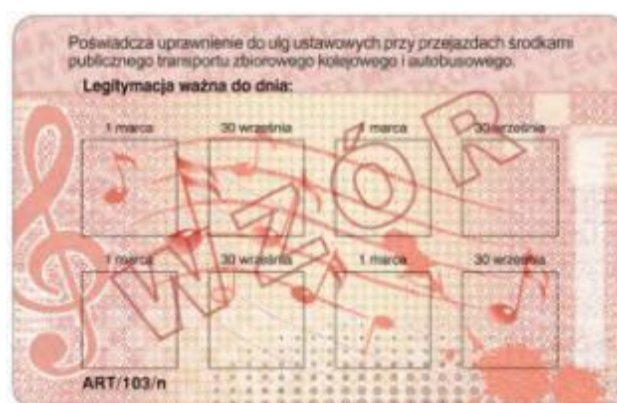 Poświadcza uprawnienie do ulg ustawowych przy przejazdach środkami
publicznego transportu zbiorowego kolejowego i autobusowego.
Legitymacja ważna do dnia:
1 marca 30 września 1 marca 30 września
WZÓR
1 marca 30 września 1 marca 30 września
ART/103/n